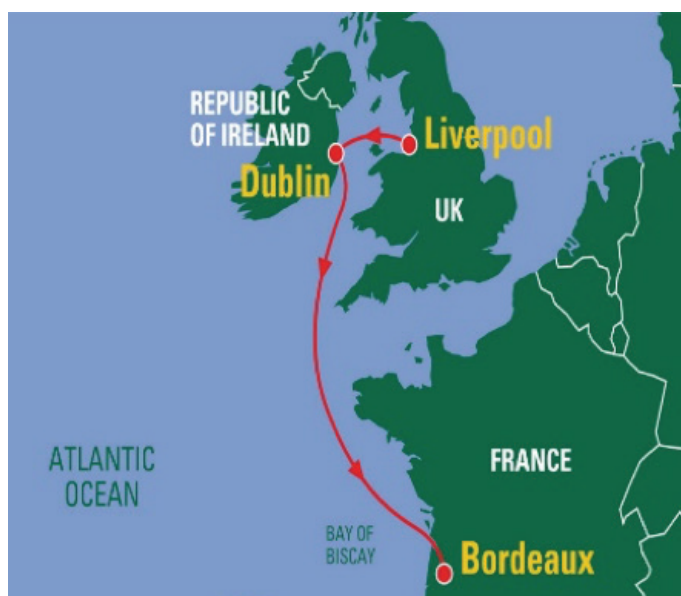 REPUBLIC
OF IRELAND
Liverpool
Dublin
UK
ATLANTIC
OCEAN
FRANCE
BAY OF
BISCAY
Bordeaux